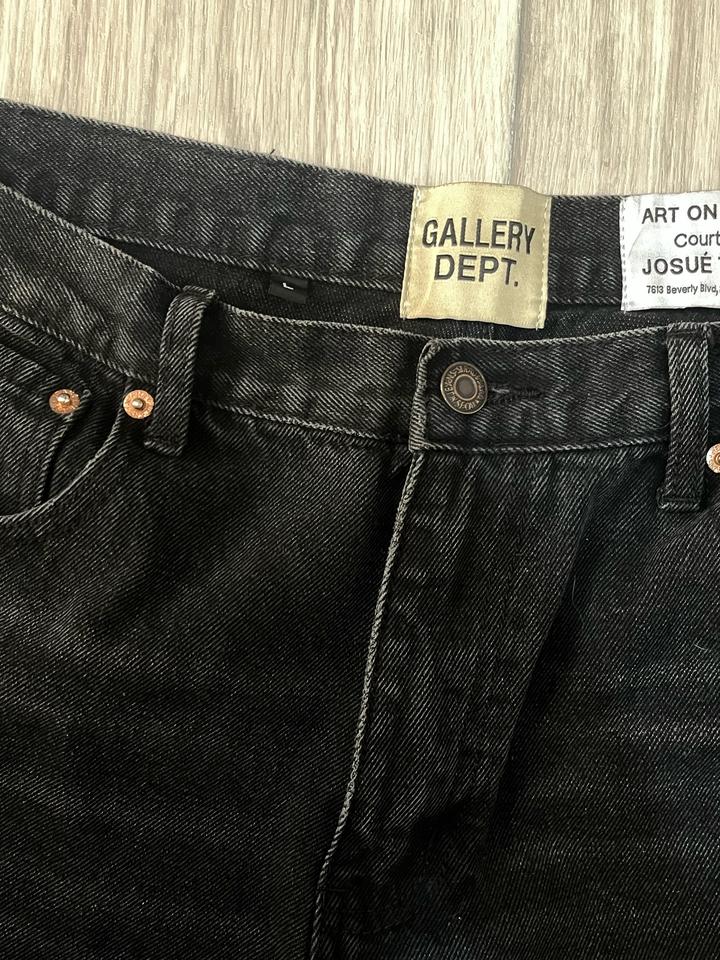 GALLERY
DEPT.
ART ON
Court
JOSUÉ T
7613 Beverly Blvd,
L